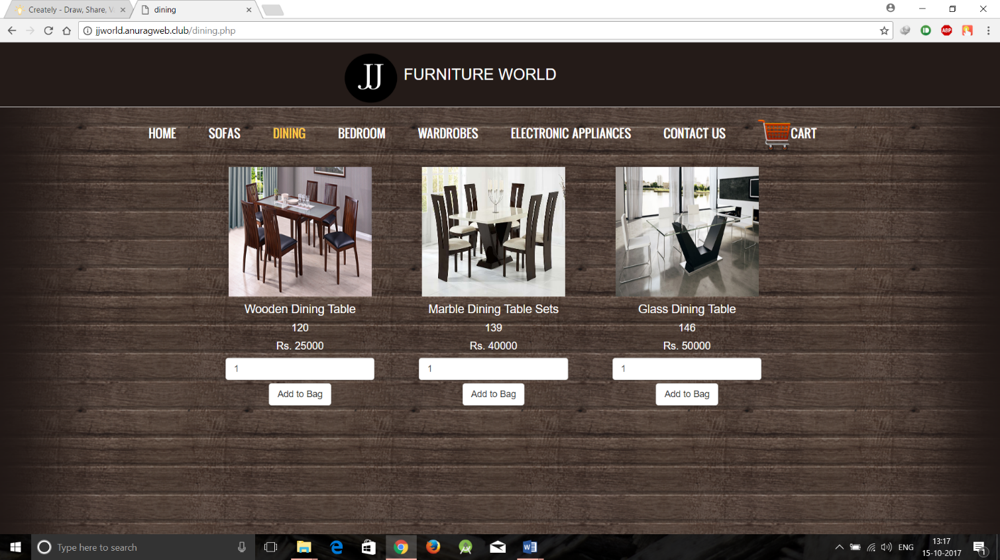 Creately - Draw, Share, V
dining
jjworld.anuragweb.club/dining.php
ABP
JJ FURNITURE WORLD
HOME SOFAS DINING BEDROOM WARDROBES ELECTRONIC APPLIANCES CONTACT US CART
Wooden Dining Table
120
Rs. 25000
1
Add to Bag
Marble Dining Table Sets
139
Rs. 40000
1
Add to Bag
Glass Dining Table
146
Rs. 50000
1
Add to Bag
Type here to search
ENG
13:17
15-10-2017
1